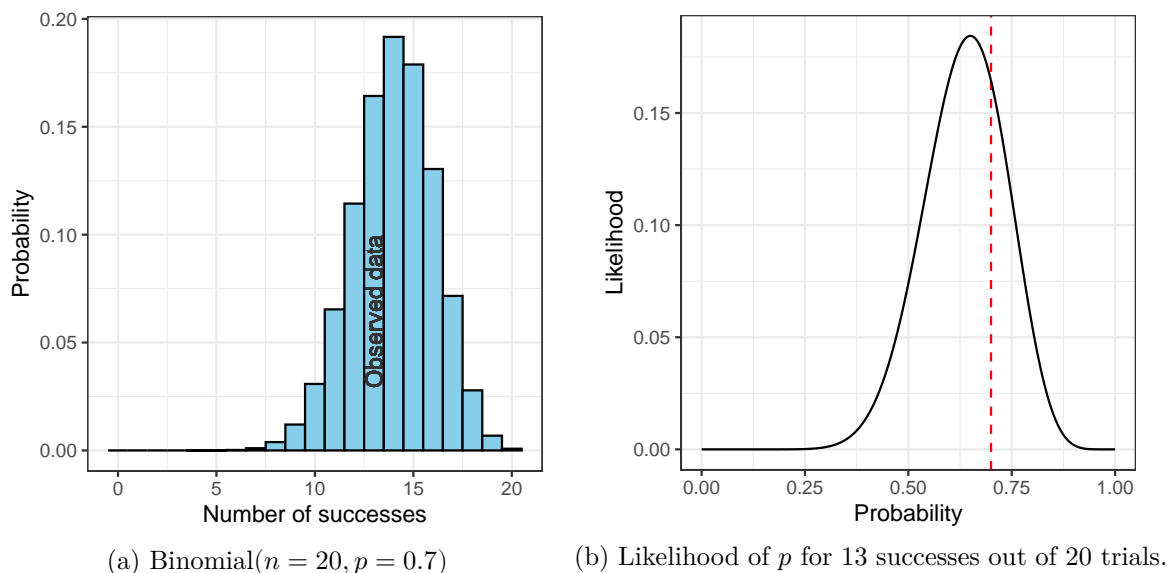 0.20
0.15
0.10
0.05
0.00
Probability
Observed data
0
5
10
15
20
Number of successes
(a) Binomial(n = 20, p = 0.7)
0.15
0.10
0.05
0.00
Likelihood
0.00
0.25
0.50
0.75
1.00
Probability
(b) Likelihood of p for 13 successes out of 20 trials.